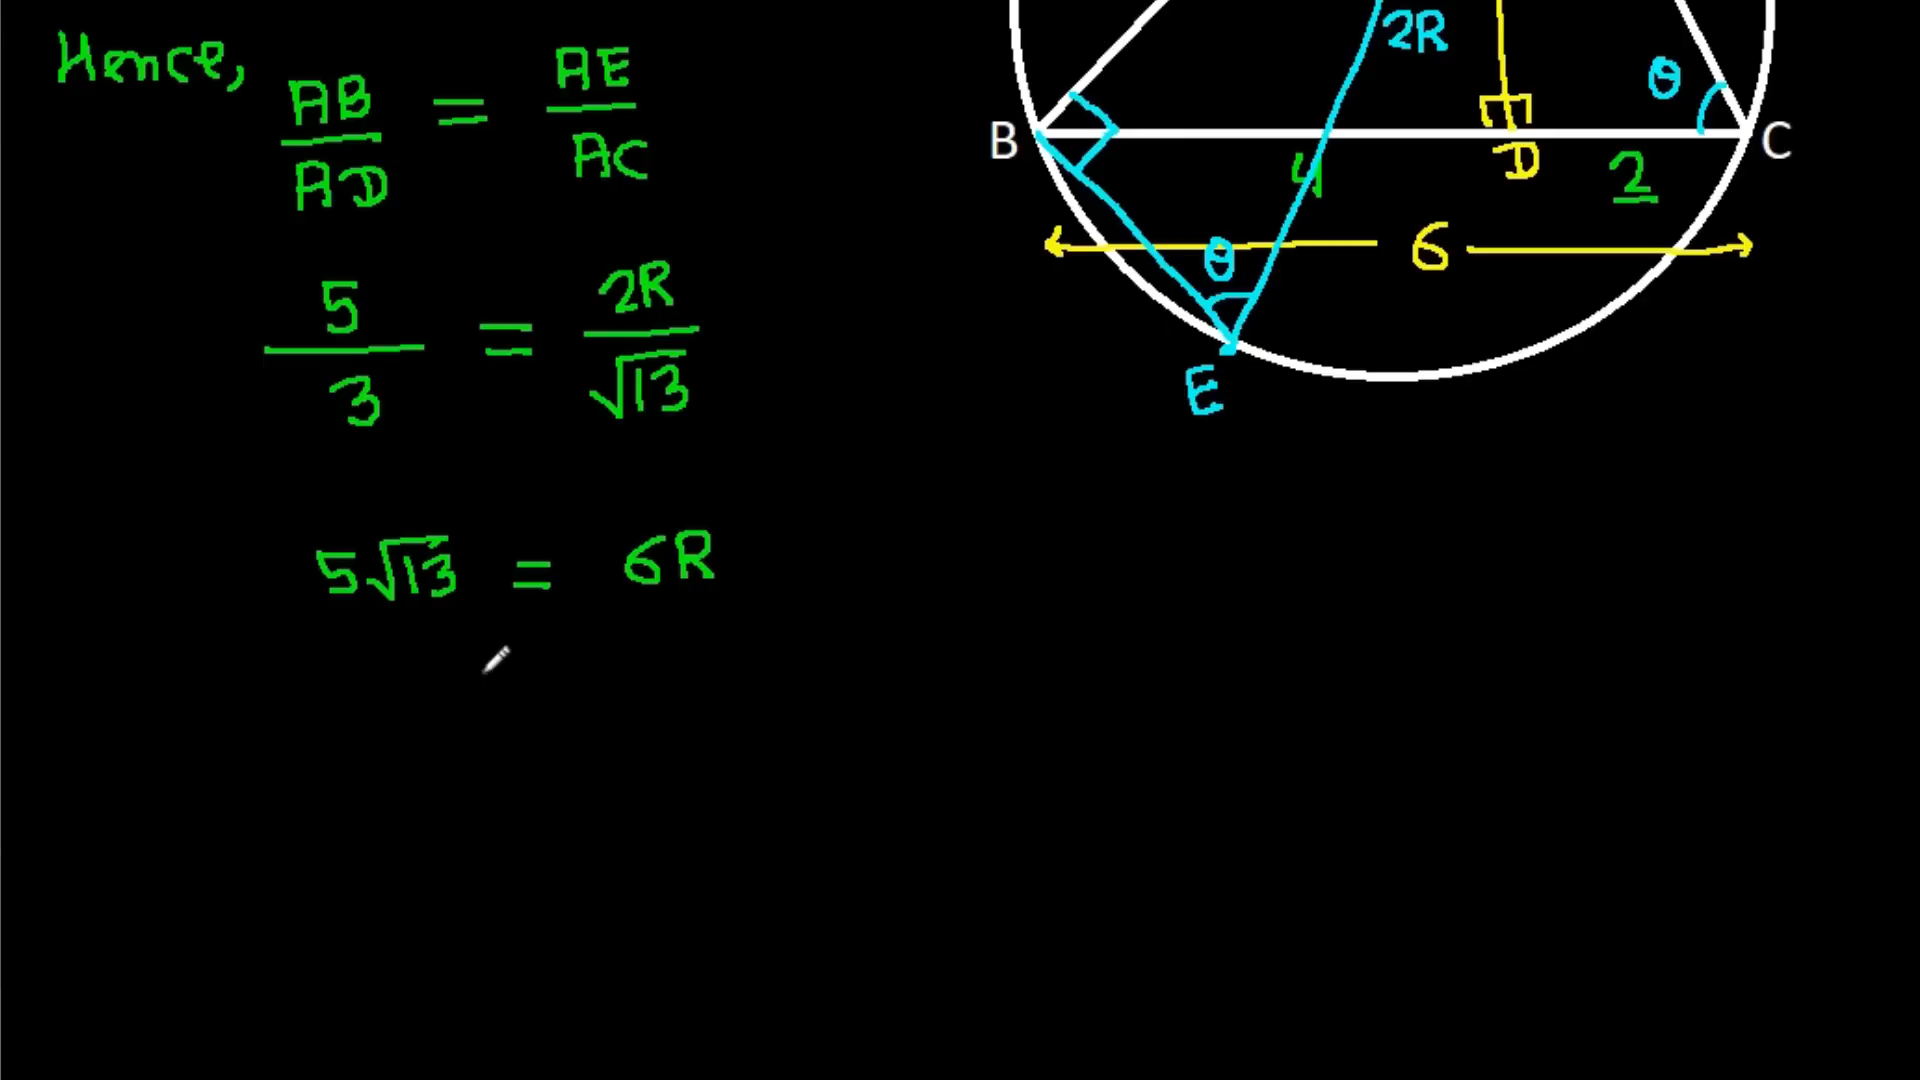 Hence,
AB/AD = AE/AC
5/3 = 2R/√13
5√13 = 6R
2R
θ
B
C
D
4
2
6
θ
E